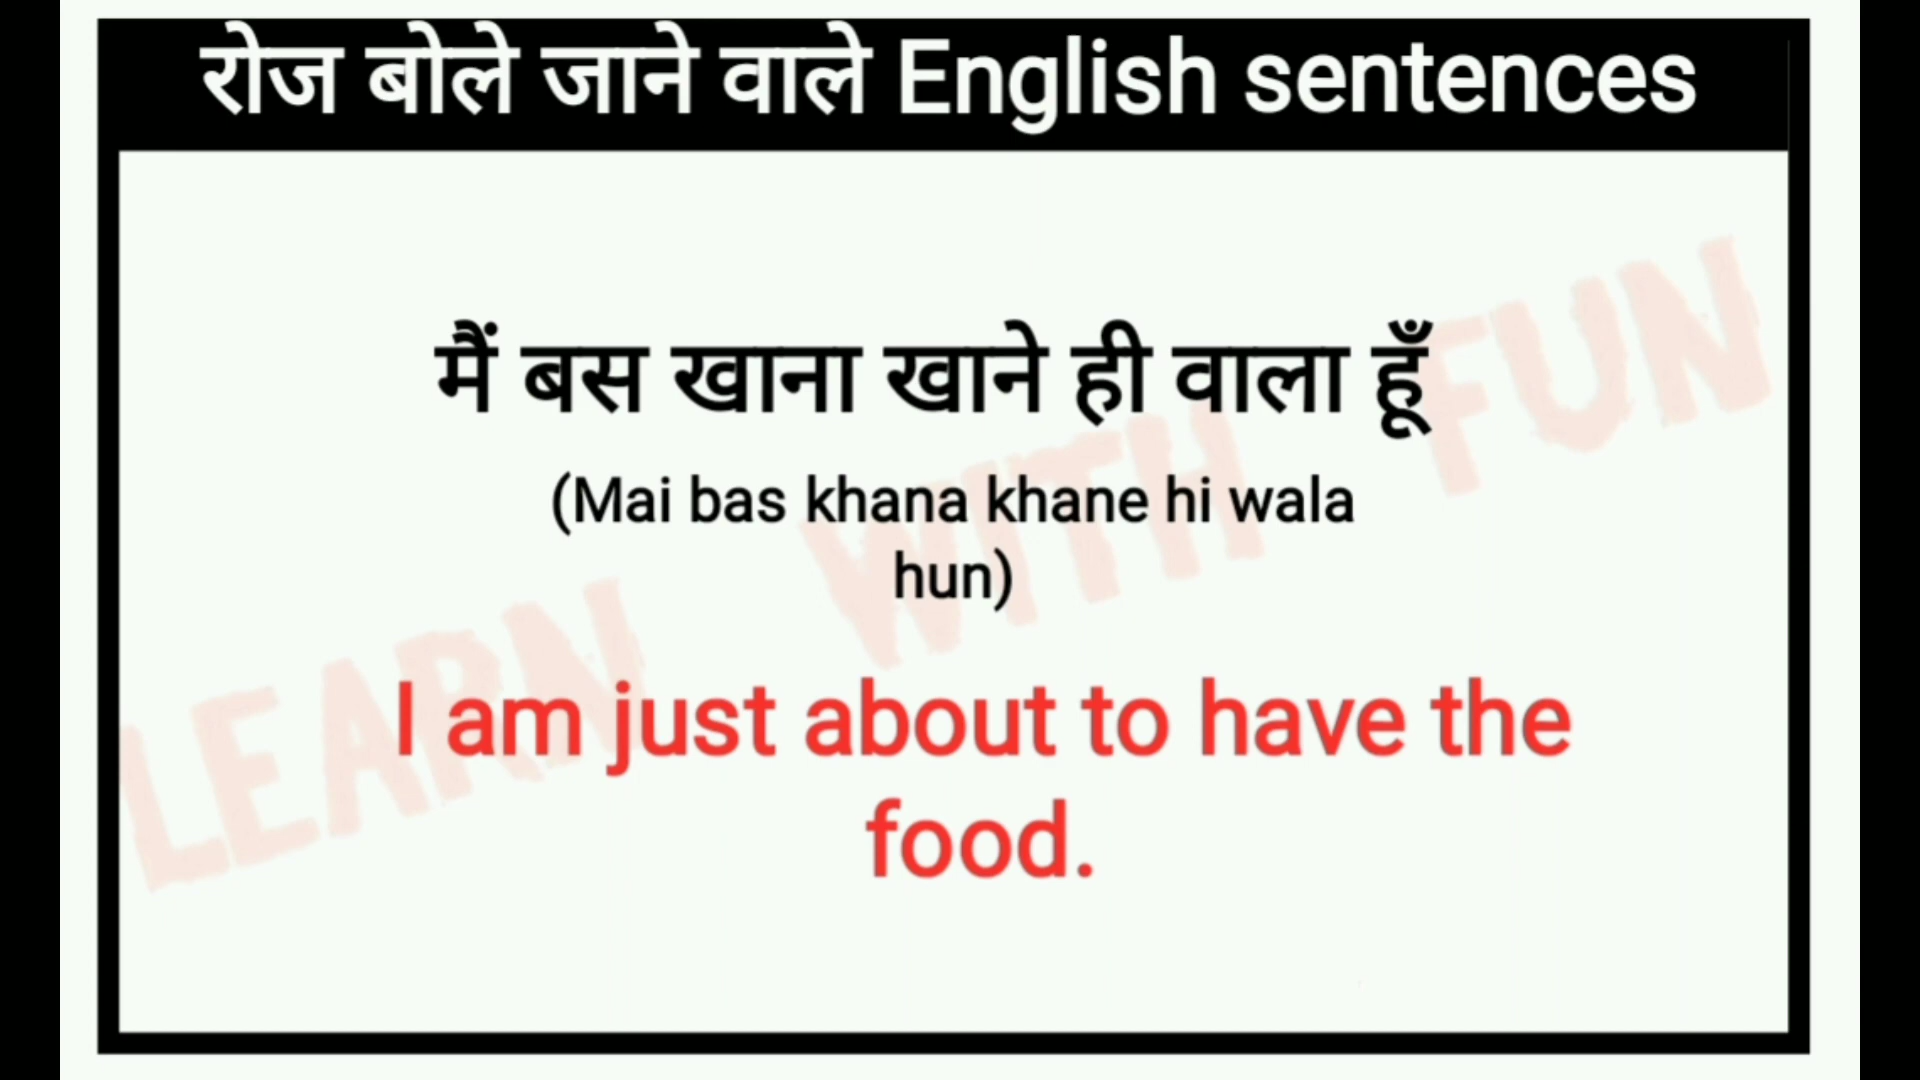 रोज बोले जाने वाले English sentences
मैं बस खाना खाने ही वाला हूँ
(Mai bas khana khane hi wala
hun)
I am just about to have the
food.
LEARN WITH FUN